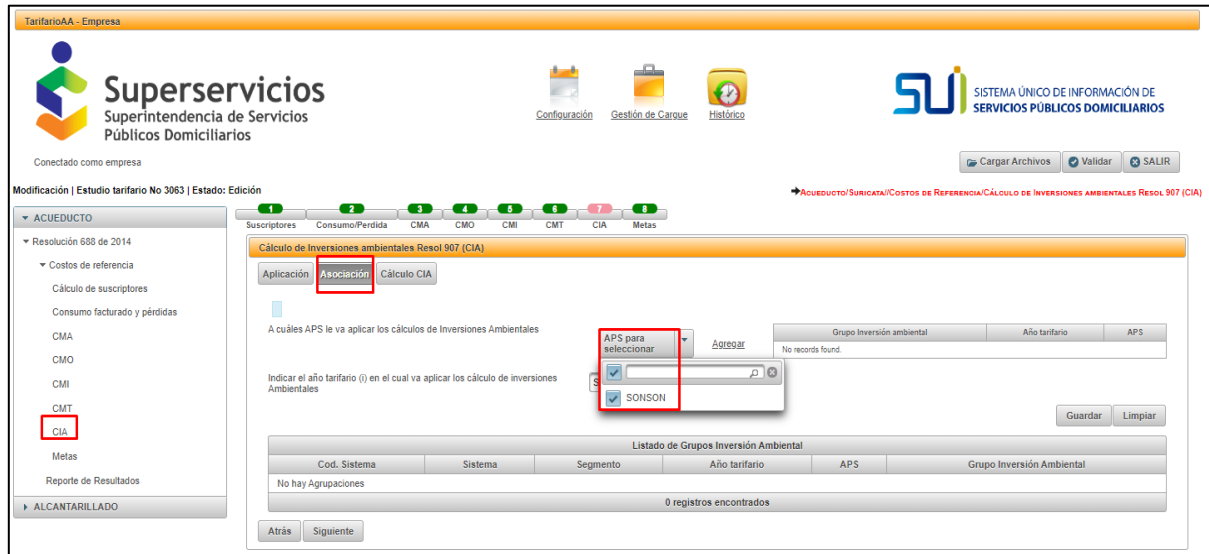 TarifarioAA - Empresa
Superservicios
Superintendencia de Servicios
Públicos Domiciliarios
Configuración
Gestión de Cargue
Histórico
sui
SISTEMA ÚNICO DE INFORMACIÓN DE
SERVICIOS PÚBLICOS DOMICILIARIOS
Conectado como empresa
Cargar Archivos
Validar
SALIR
Modificación | Estudio tarifario No 3063 | Estado: Edición
ACUEDUCTO/SURICATA//COSTOS DE REFERENCIA/CÁLCULO DE INVERSIONES AMBIENTALES RESOL 907 (CIA)
ACUEDUCTO
Resolución 688 de 2014
Costos de referencia
Cálculo de suscriptores
Consumo facturado y pérdidas
CMA
CMO
CMI
CMT
CIA
Metas
Reporte de Resultados
ALCANTARILLADO
1 2 3 4 5 6 7 8
Suscriptores Consumo/Perdida CMA CMO CMI CMT CIA Metas
Cálculo de Inversiones ambientales Resol 907 (CIA)
Aplicación Asociación Cálculo CIA
A cuáles APS le va aplicar los cálculos de Inversiones Ambientales
APS para
seleccionar
Agregar
Grupo Inversión ambiental Año tarifario APS
No records found.
SONSON
Indicar el año tarifario (i) en el cual va aplicar los cálculo de inversiones
Ambientales
S
Guardar Limpiar
Listado de Grupos Inversión Ambiental
Cod. Sistema Sistema Segmento Año tarifario APS Grupo Inversión Ambiental
No hay Agrupaciones
0 registros encontrados
Atrás Siguiente